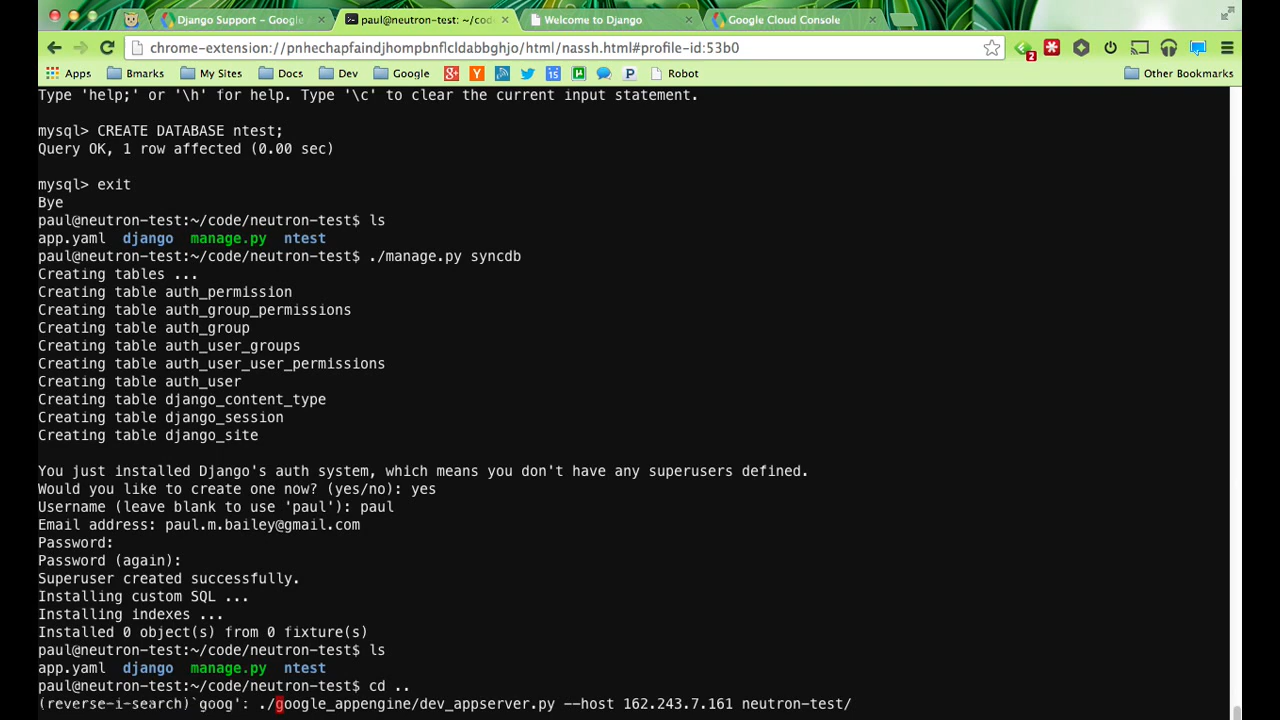 Django Support - Google
paul@neutron-test: ~/cod
Welcome to Django
Google Cloud Console
chrome-extension://pnhechapfaindjhompbnflcldabbghjo/html/nassh.html#profile-id:53b0
2
Apps Bmarks My Sites Docs Dev Google g+ Y 15 P Robot Other Bookmarks
Type 'help;' or '\h' for help. Type '\c' to clear the current input statement.
mysql> CREATE DATABASE ntest;
Query OK, 1 row affected (0.00 sec)
mysql> exit
Bye
paul@neutron-test:~/code/neutron-test$ ls
app.yaml django manage.py ntest
paul@neutron-test:~/code/neutron-test$ ./manage.py syncdb
Creating tables ...
Creating table auth_permission
Creating table auth_group_permissions
Creating table auth_group
Creating table auth_user_groups
Creating table auth_user_user_permissions
Creating table auth_user
Creating table django_content_type
Creating table django_session
Creating table django_site
You just installed Django's auth system, which means you don't have any superusers defined.
Would you like to create one now? (yes/no): yes
Username (leave blank to use 'paul'): paul
Email address: paul.m.bailey@gmail.com
Password:
Password (again):
Superuser created successfully.
Installing custom SQL ...
Installing indexes ...
Installed 0 object(s) from 0 fixture(s)
paul@neutron-test:~/code/neutron-test$ ls
app.yaml django manage.py ntest
paul@neutron-test:~/code/neutron-test$ cd ..
(reverse-i-search)`goog': ./google_appengine/dev_appserver.py --host 162.243.7.161 neutron-test/